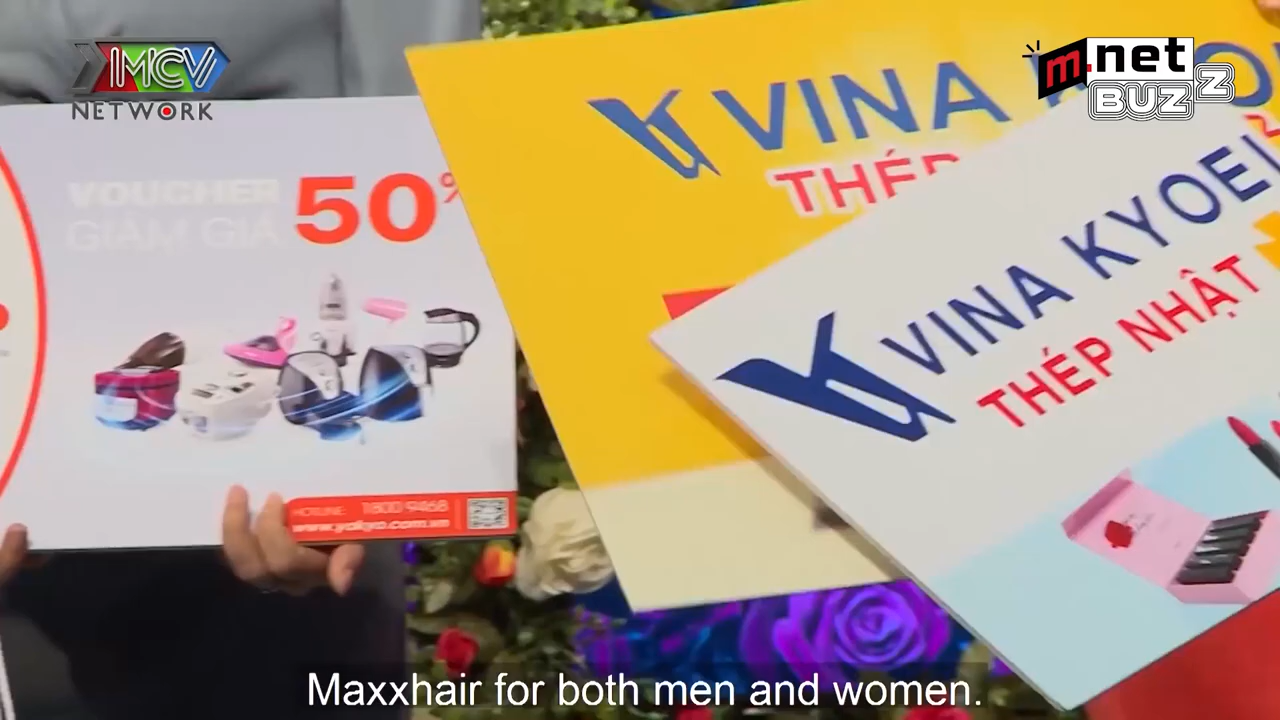 MCV
NETWORK
m.net
BUZZ
VOUCHER
GIẢM GIÁ
50%
HOTLINE: 1800 9468
www.yokyo.com.vn
VINA
THÉP
VINA KYOEI
THÉP NHẬT
Maxxhair for both men and women.